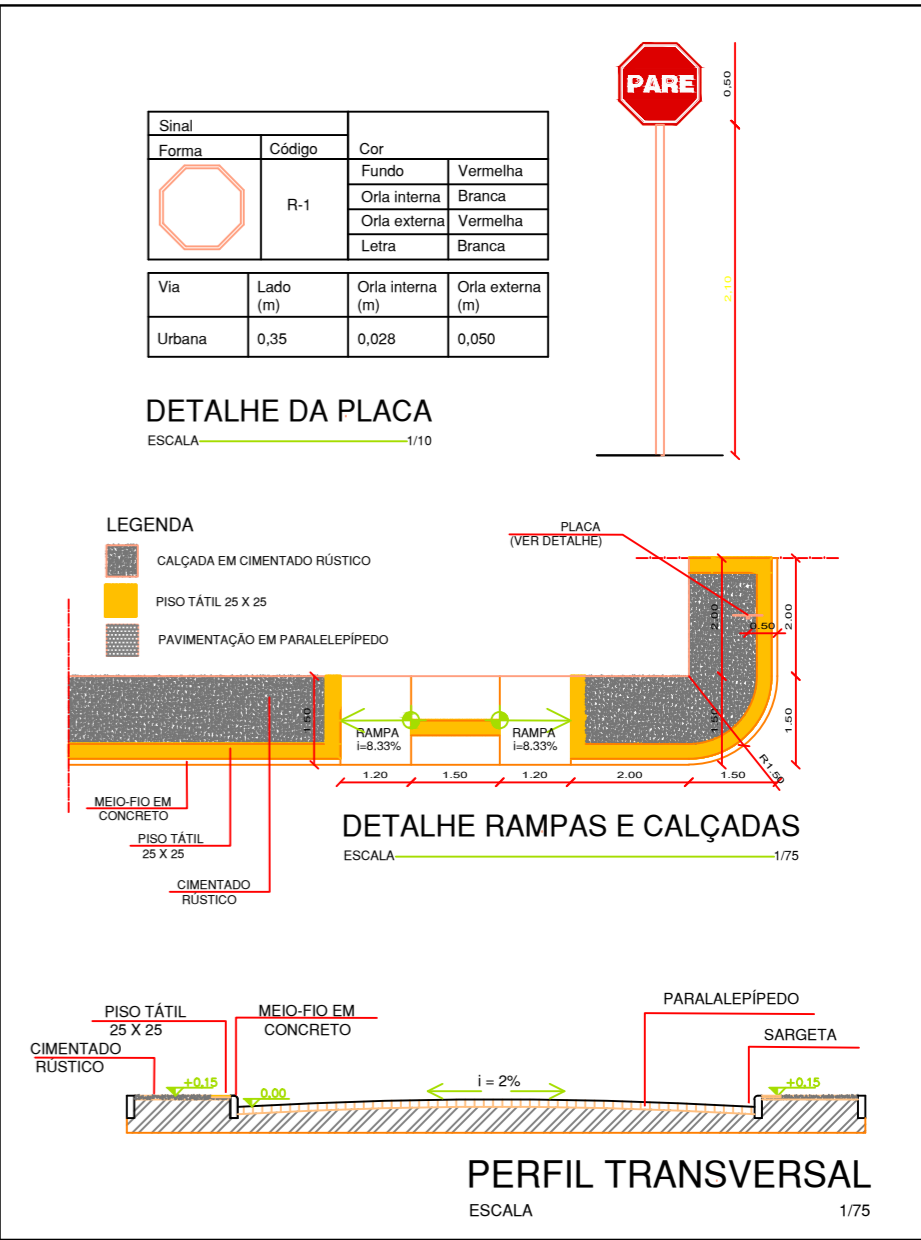 PARE
0,50
2.10
Sinal
Forma
Código
Cor
R-1
Fundo
Vermelha
Orla interna
Branca
Orla externa
Vermelha
Letra
Branca
Via
Lado
(m)
Orla interna
(m)
Orla externa
(m)
Urbana
0,35
0,028
0,050
DETALHE DA PLACA
ESCALA
1/10
LEGENDA
CALÇADA EM CIMENTADO RÚSTICO
PISO TÁTIL 25 X 25
PAVIMENTAÇÃO EM PARALELEPÍPEDO
PLACA
(VER DETALHE)
2.00
0.50
2.00
1.50
1.50
1.50
R1.50
RAMPA
i=8.33%
RAMPA
i=8.33%
1.20
1.50
1.20
2.00
1.50
MEIO-FIO EM
CONCRETO
PISO TÁTIL
25 X 25
CIMENTADO
RÚSTICO
DETALHE RAMPAS E CALÇADAS
ESCALA
1/75
PISO TÁTIL
25 X 25
MEIO-FIO EM
CONCRETO
CIMENTADO
RÚSTICO
PARALALEPÍPEDO
SARGETA
+0.15
0.00
i = 2%
+0.15
PERFIL TRANSVERSAL
ESCALA
1/75